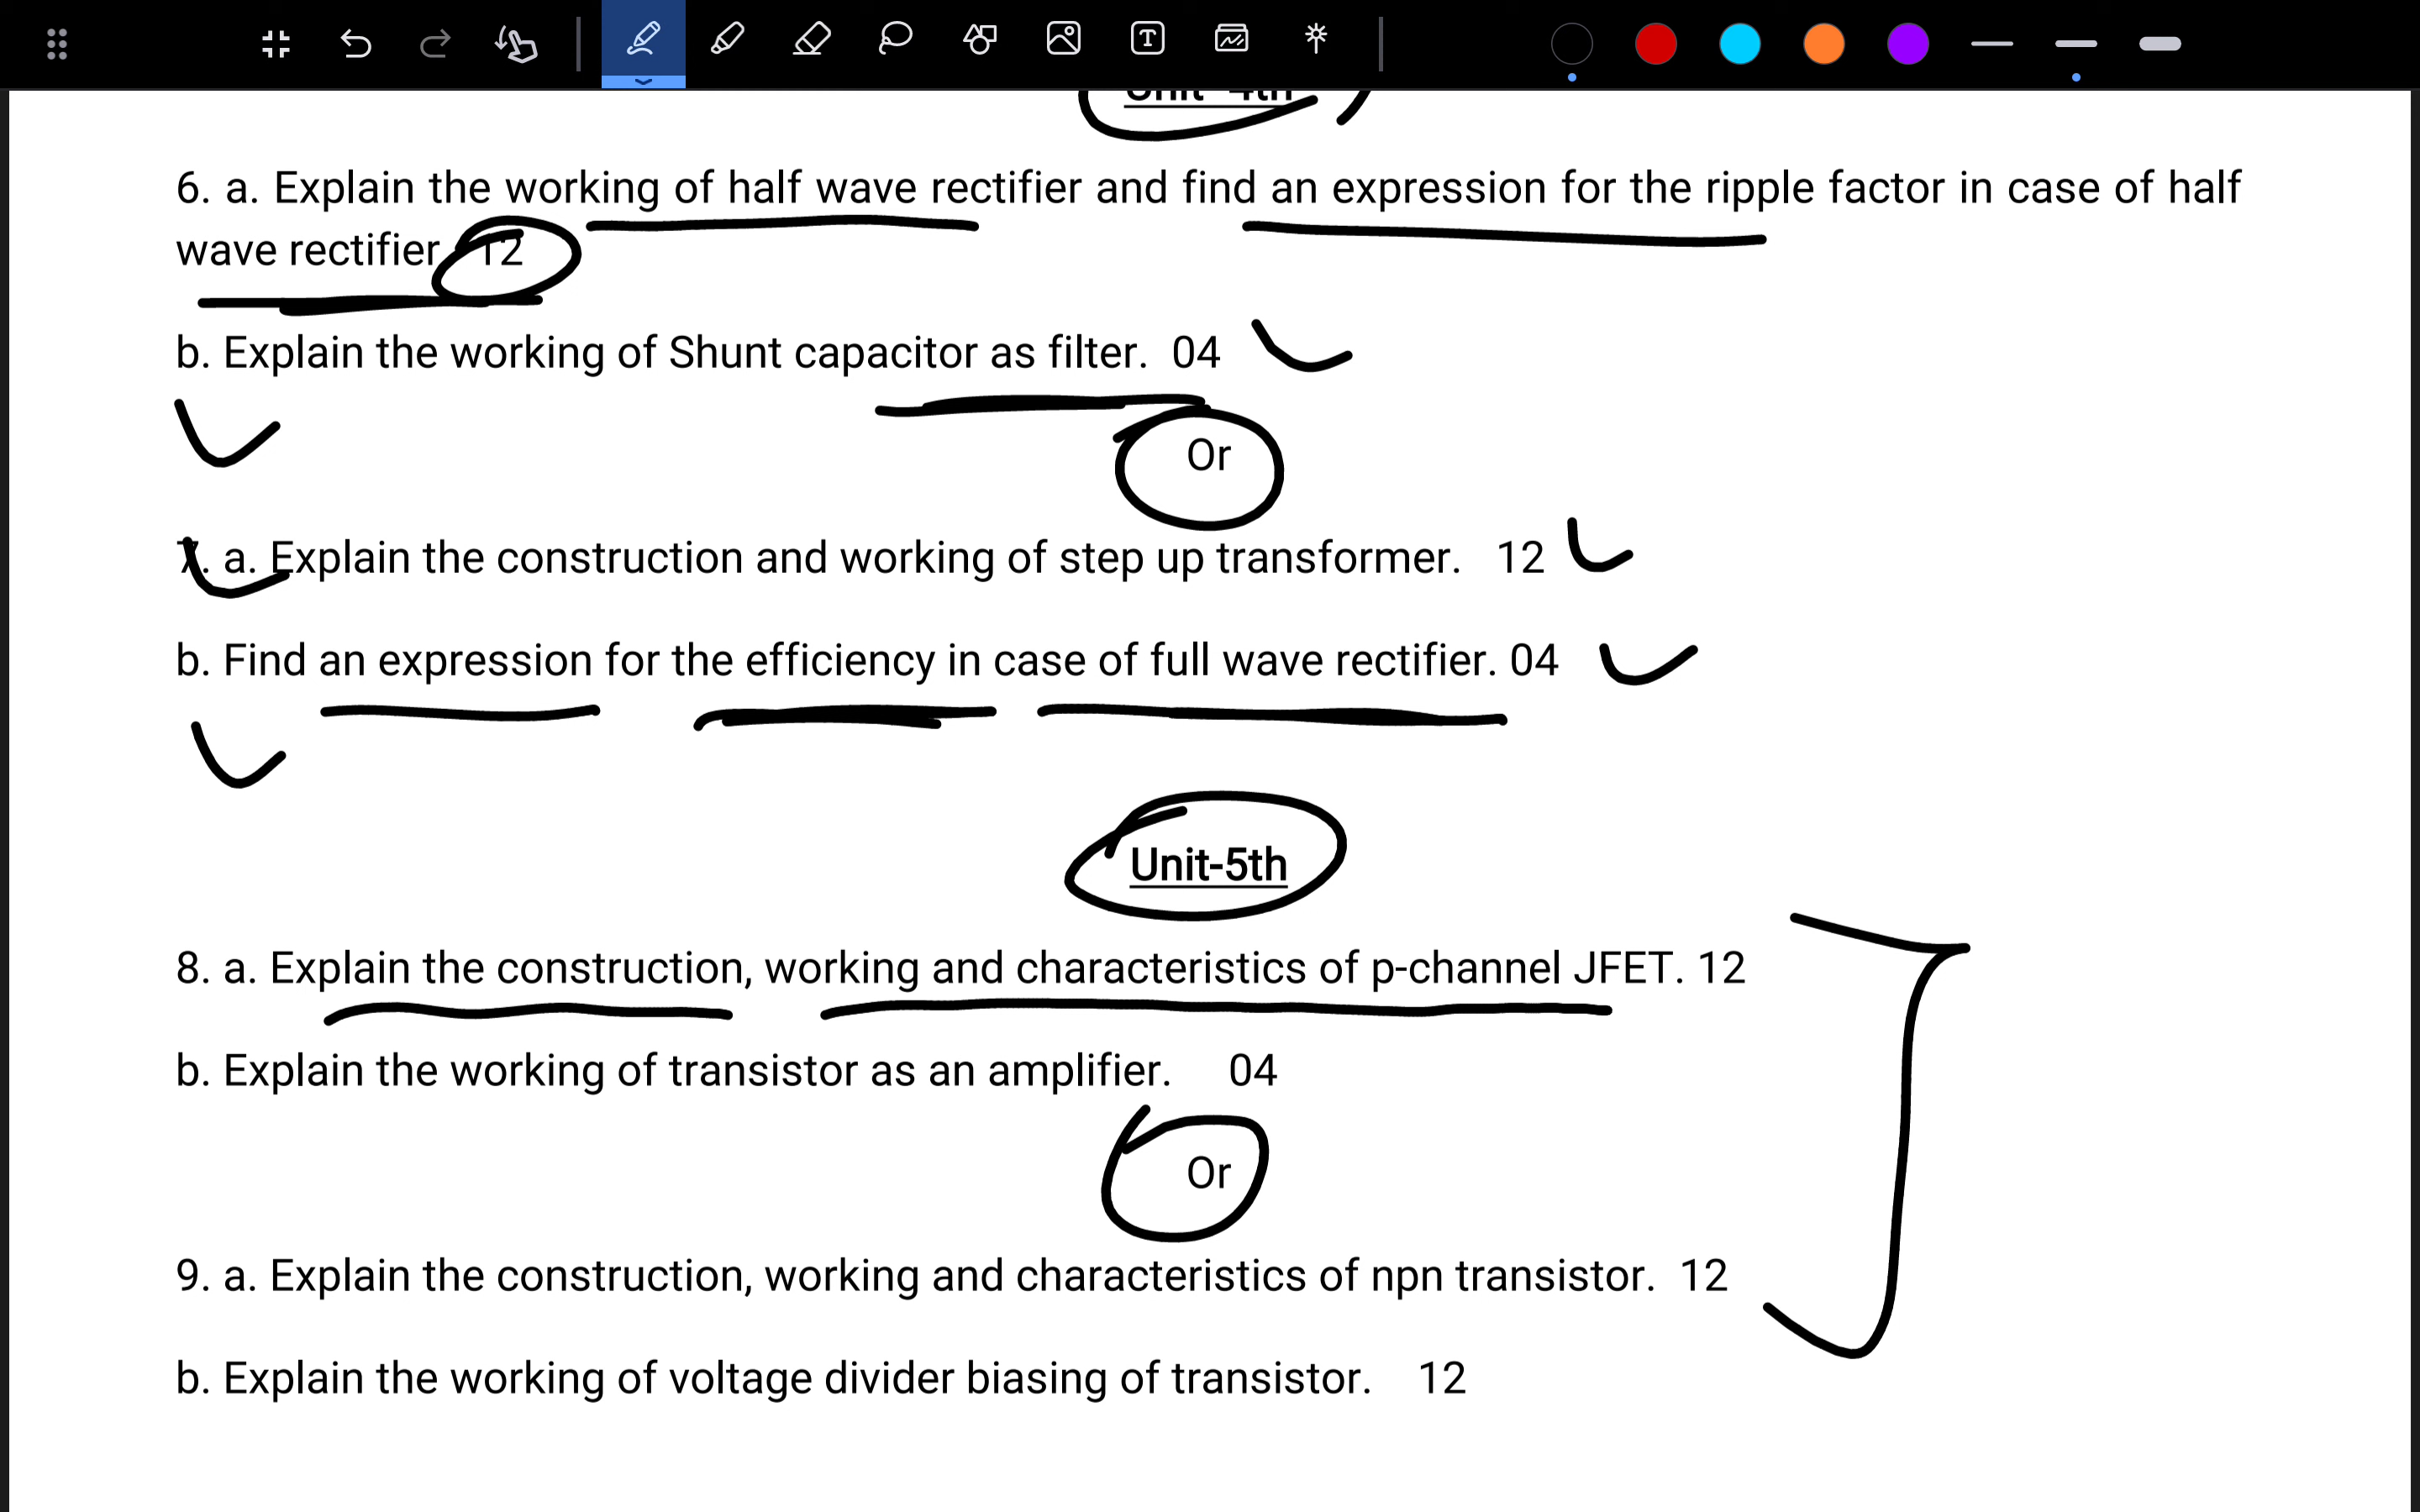 Unit-4th
6. a. Explain the working of half wave rectifier and find an expression for the ripple factor in case of half
wave rectifier 12
b. Explain the working of Shunt capacitor as filter. 04
Or
7. a. Explain the construction and working of step up transformer. 12
b. Find an expression for the efficiency in case of full wave rectifier. 04
Unit-5th
8. a. Explain the construction, working and characteristics of p-channel JFET. 12
b. Explain the working of transistor as an amplifier. 04
Or
9. a. Explain the construction, working and characteristics of npn transistor. 12
b. Explain the working of voltage divider biasing of transistor. 12